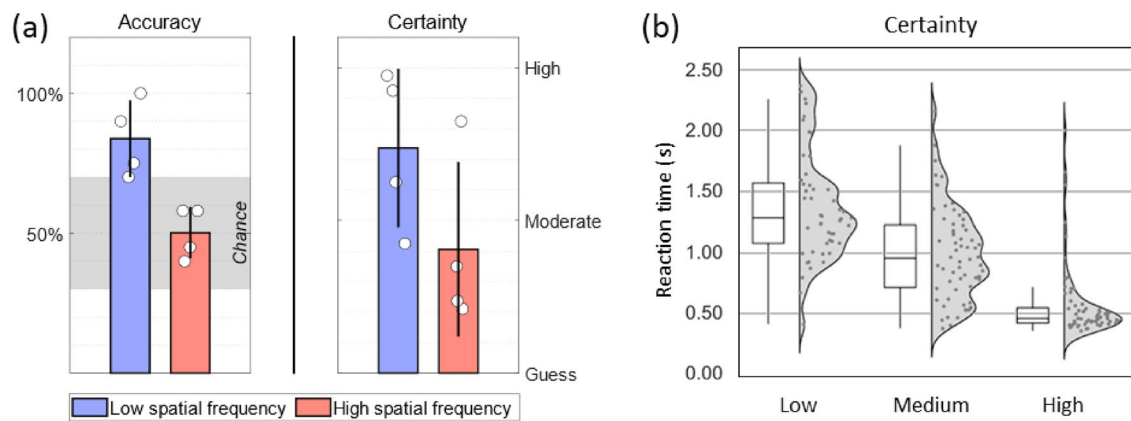 (a)
Accuracy
Certainty
100%
50%
Chance
High
Moderate
Guess
Low spatial frequency
High spatial frequency
(b)
Certainty
Reaction time (s)
2.50
2.00
1.50
1.00
0.50
0.00
Low
Medium
High